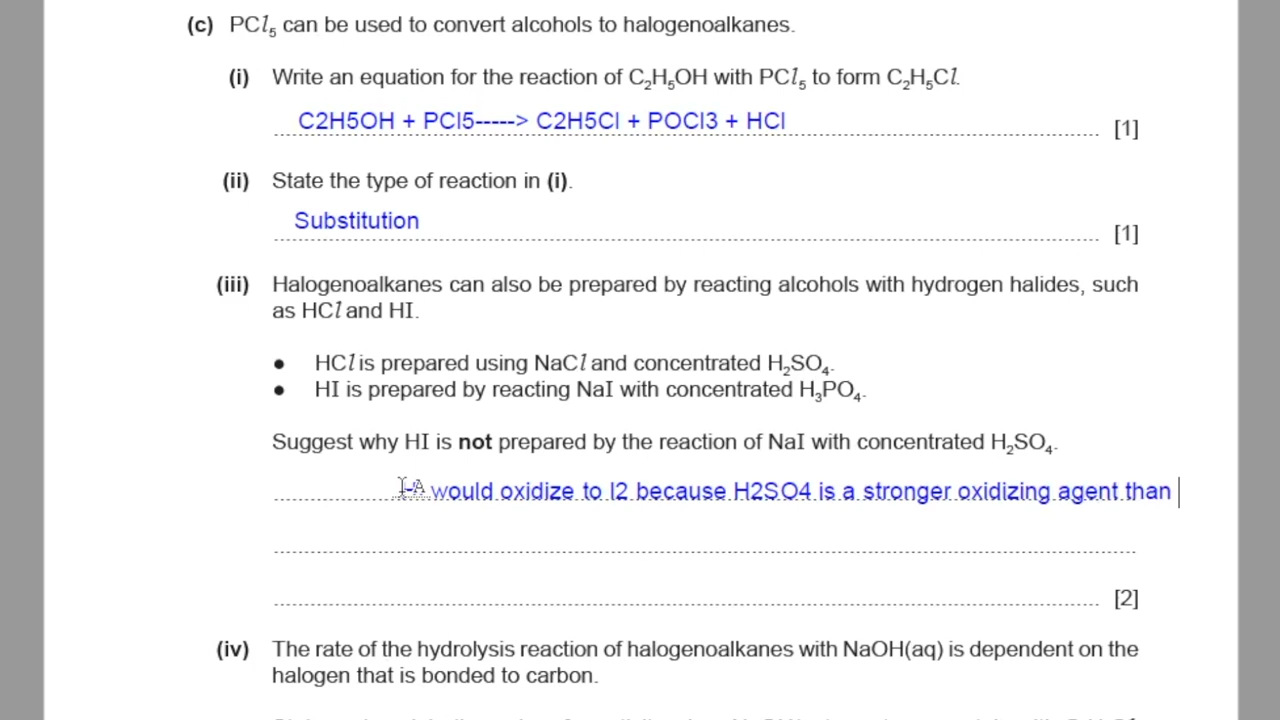 (c) PCl5 can be used to convert alcohols to halogenoalkanes.
(i) Write an equation for the reaction of C2H5OH with PCl5 to form C2H5Cl.
C2H5OH + PCl5-----> C2H5Cl + POCl3 + HCl
[1]
(ii) State the type of reaction in (i).
Substitution
[1]
(iii) Halogenoalkanes can also be prepared by reacting alcohols with hydrogen halides, such
as HCl and HI.
● HCl is prepared using NaCl and concentrated H2SO4.
● HI is prepared by reacting NaI with concentrated H3PO4.
Suggest why HI is not prepared by the reaction of NaI with concentrated H2SO4.
would oxidize to I2 because H2SO4 is a stronger oxidizing agent than
[2]
(iv) The rate of the hydrolysis reaction of halogenoalkanes with NaOH(aq) is dependent on the
halogen that is bonded to carbon.